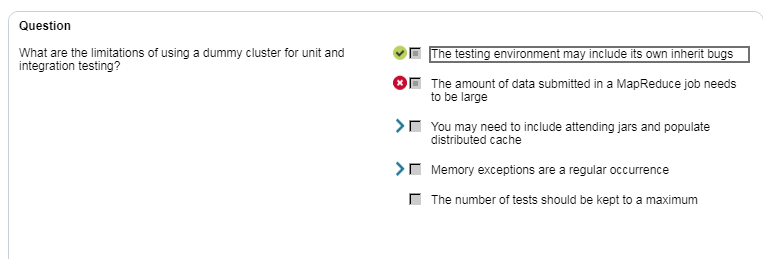 Question
What are the limitations of using a dummy cluster for unit and
integration testing?
The testing environment may include its own inherit bugs
The amount of data submitted in a MapReduce job needs
to be large
You may need to include attending jars and populate
distributed cache
Memory exceptions are a regular occurrence
The number of tests should be kept to a maximum